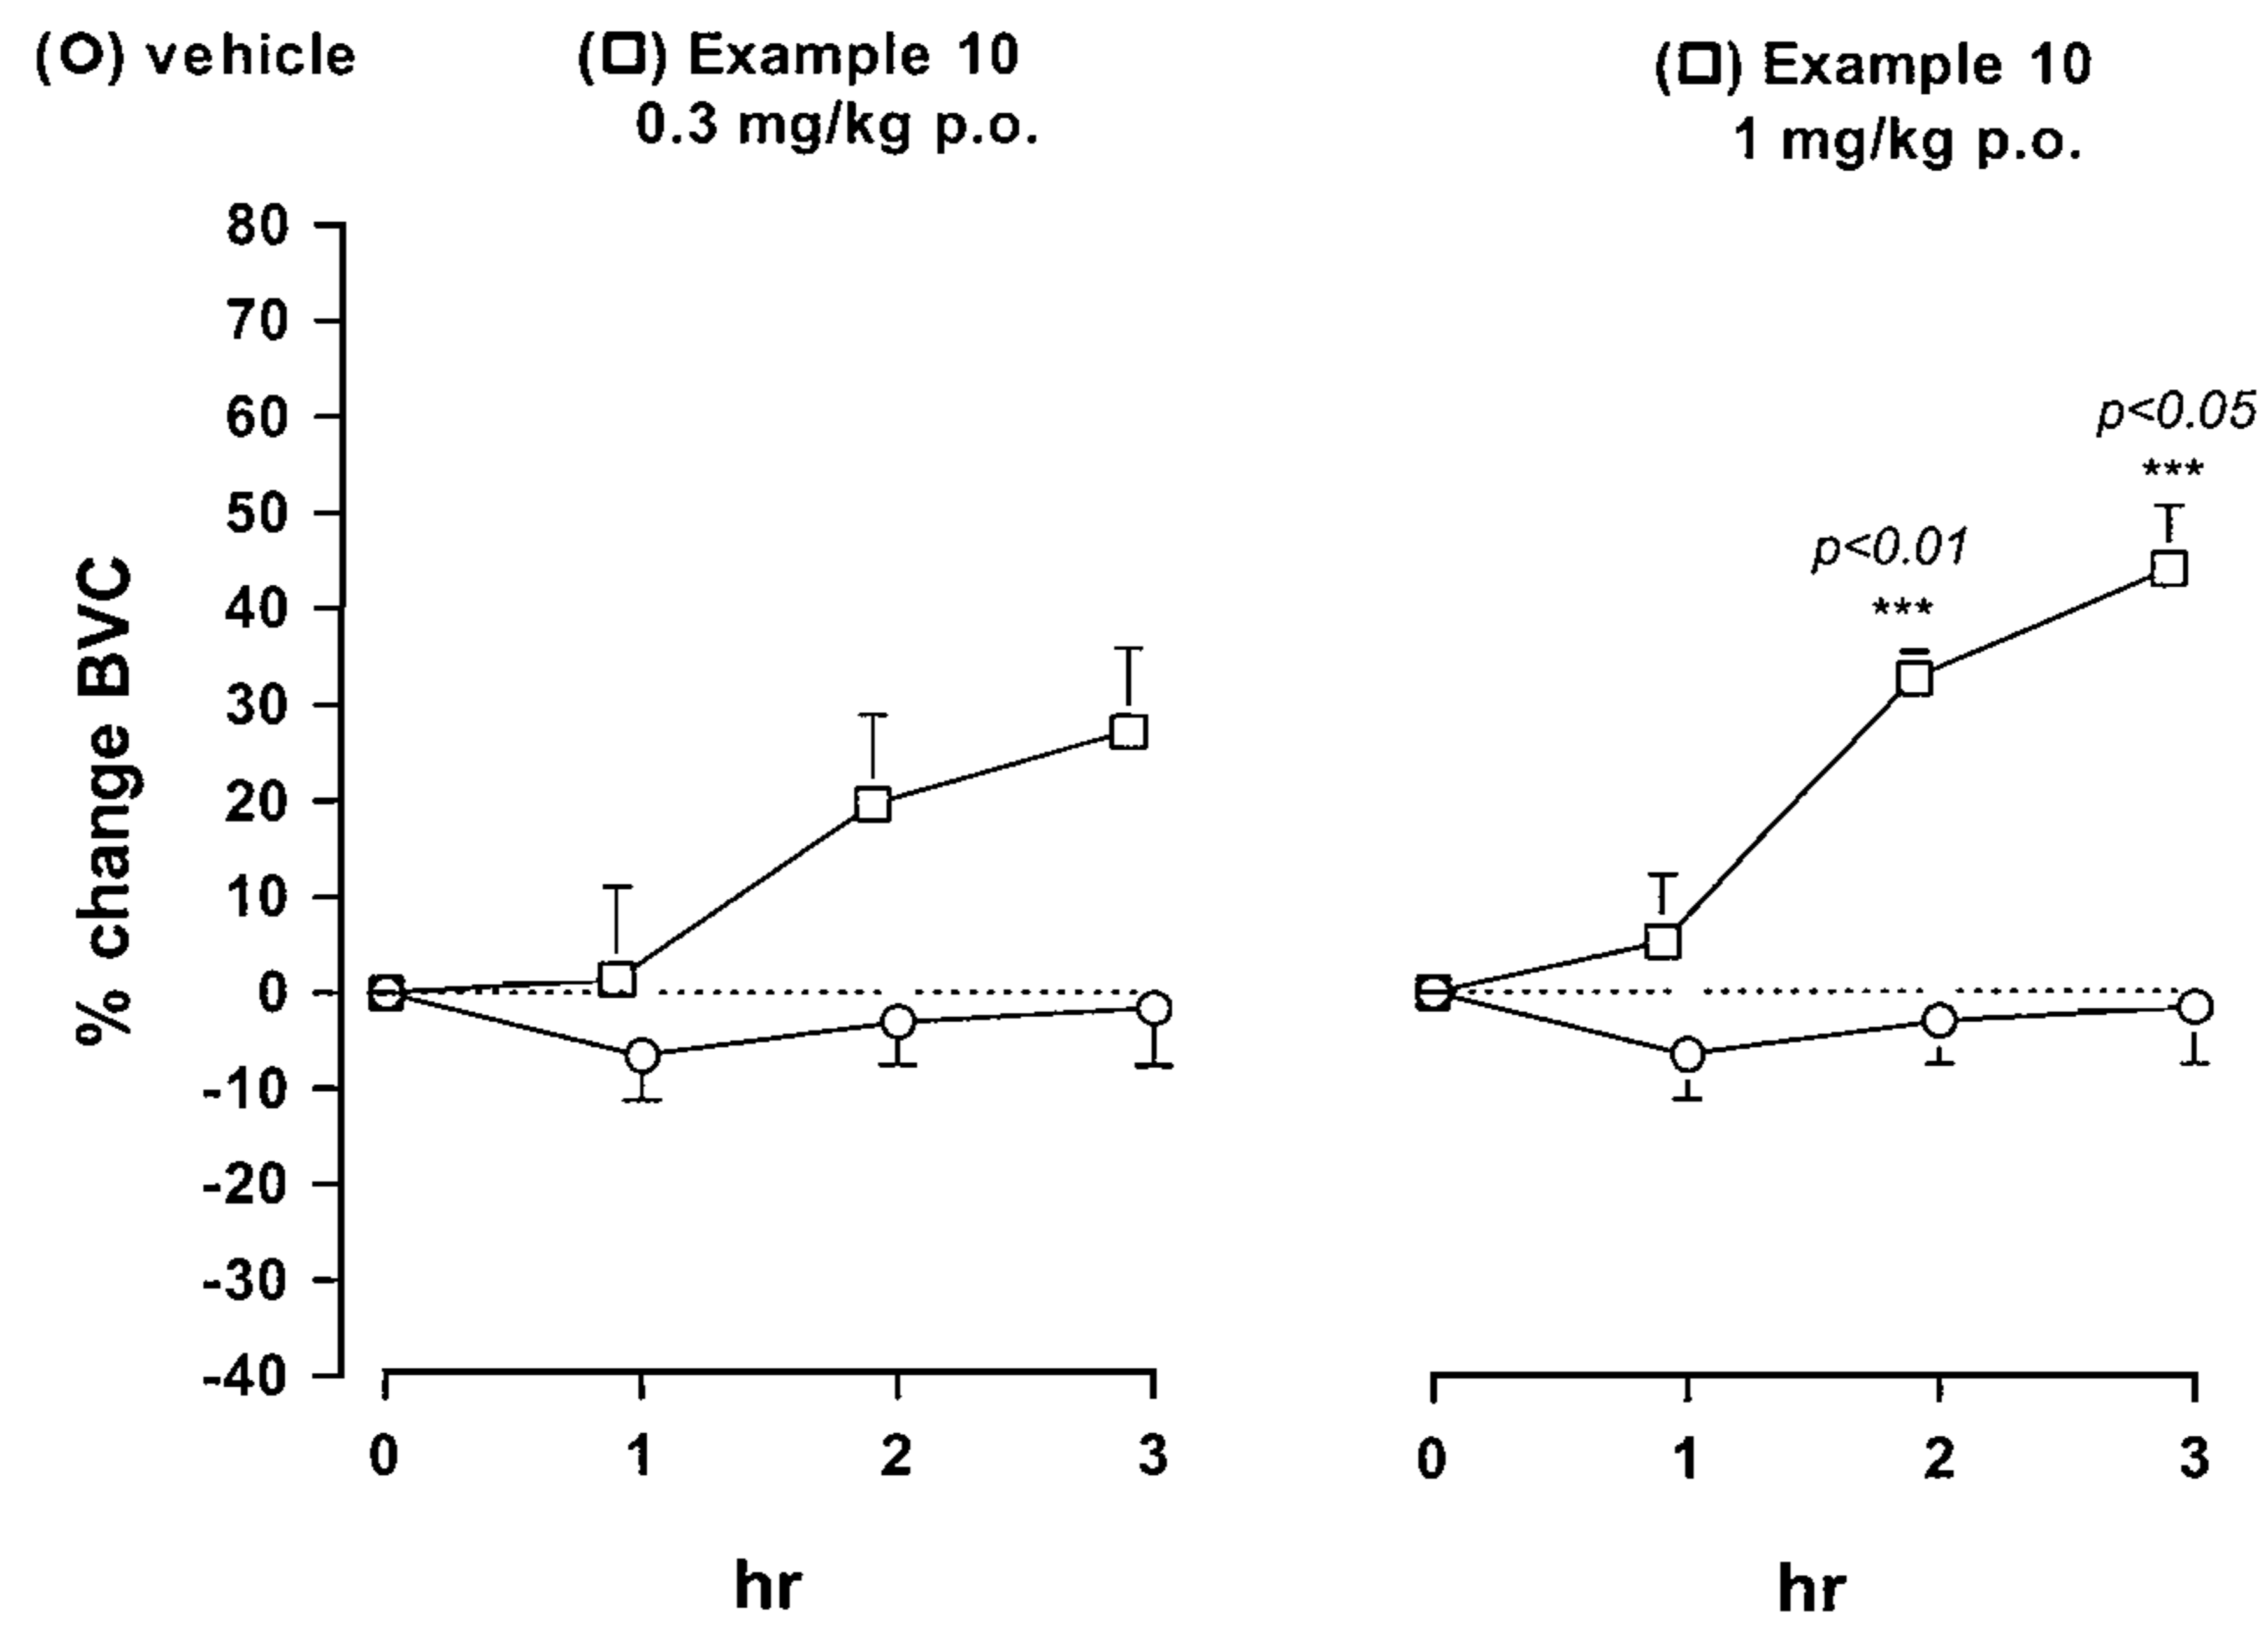 (O) vehicle
(□) Example 10
0.3 mg/kg p.o.
(□) Example 10
1 mg/kg p.o.
% change BVC
80
70
60
50
40
30
20
10
0
-10
-20
-30
-40
0 1 2 3
hr
p<0.05
***
p<0.01
***
0 1 2 3
hr